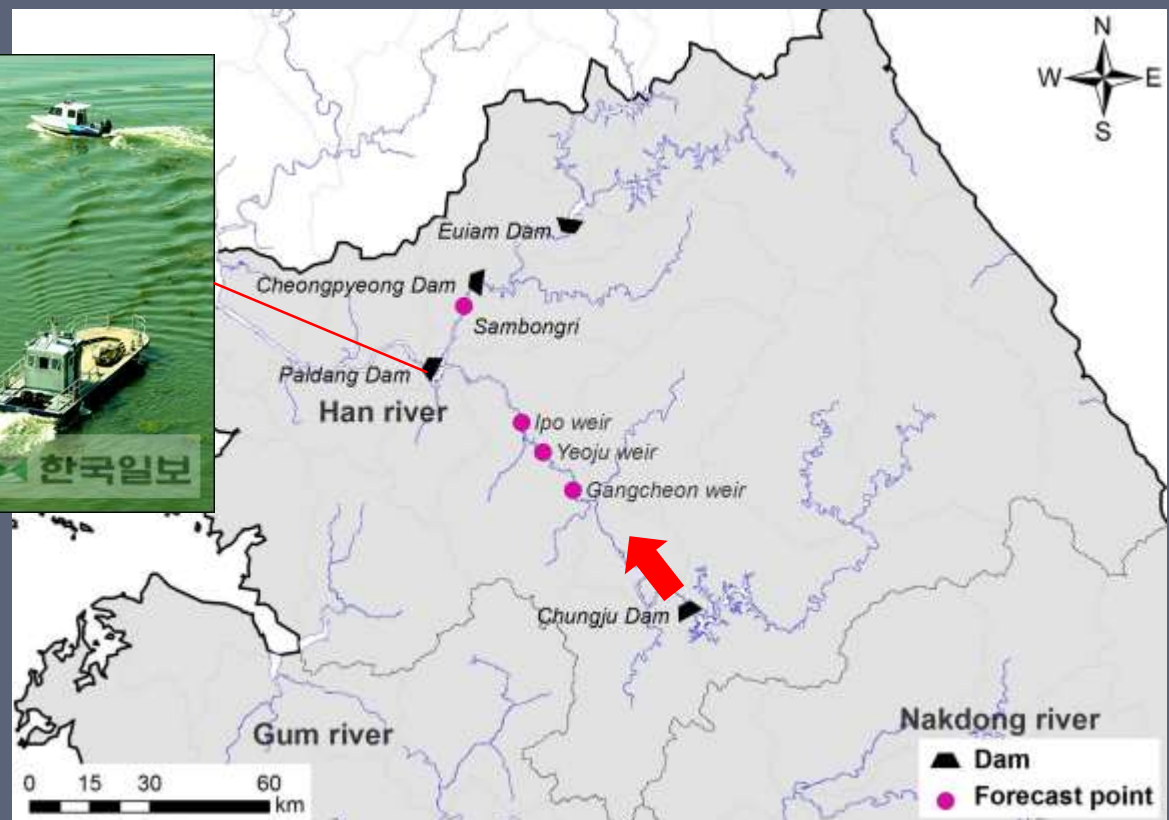 N
W E
S
Euiam Dam
Cheongpyeong Dam
Sambongri
Paldang Dam
Han river
Ipo weir
Yeoju weir
한국일보
Gangcheon weir
Chungju Dam
Gum river
Nakdong river
Dam
Forecast point
0 15 30 60
km